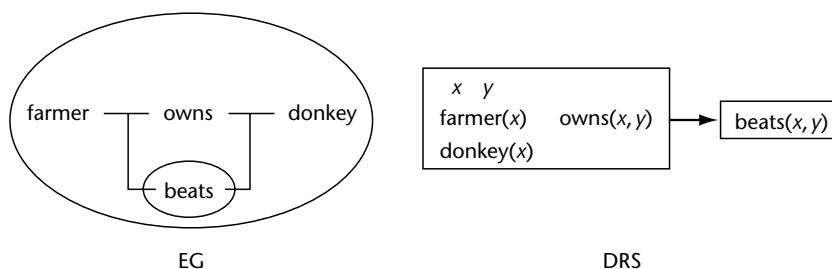 farmer owns donkey
beats
EG
x y
farmer(x) owns(x, y)
donkey(x)
beats(x, y)
DRS